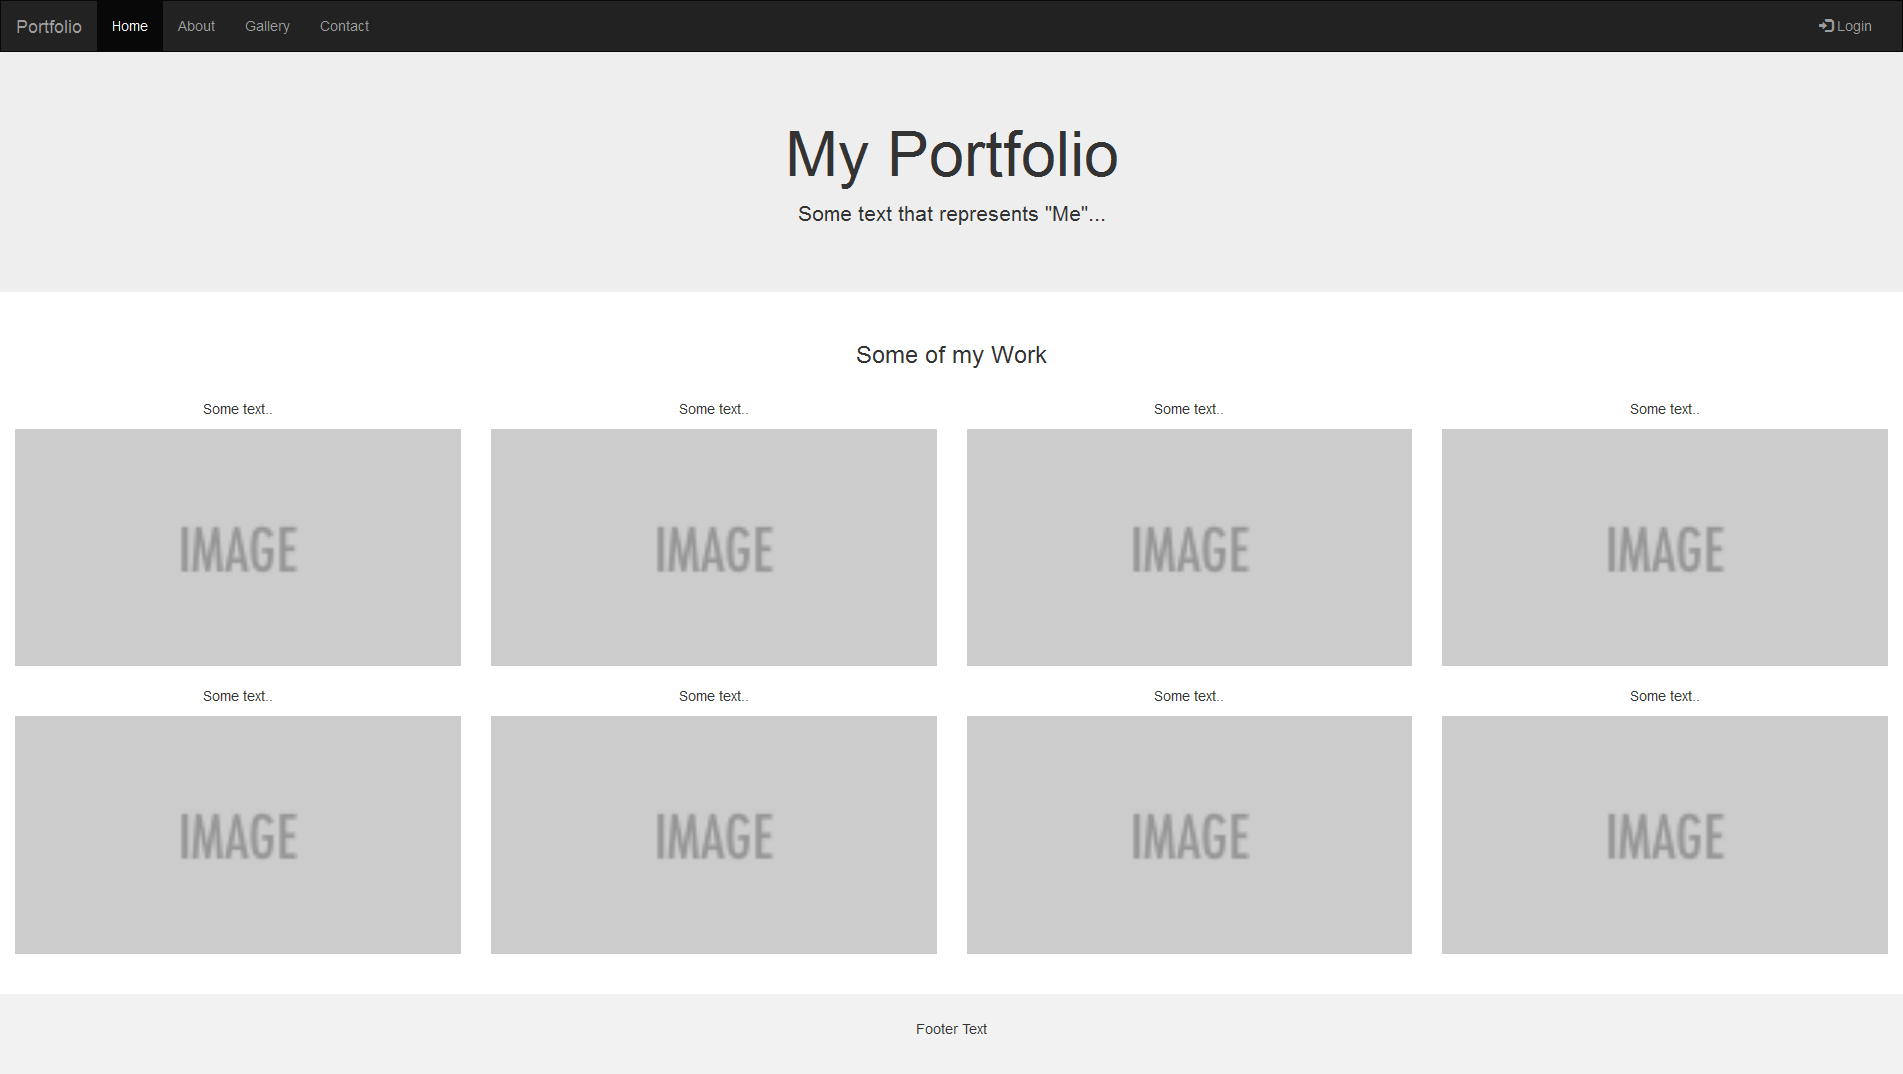 Portfolio Home About Gallery Contact Login
My Portfolio
Some text that represents "Me"...
Some of my Work
Some text.. Some text.. Some text.. Some text..
IMAGE IMAGE IMAGE IMAGE
Some text.. Some text.. Some text.. Some text..
IMAGE IMAGE IMAGE IMAGE
Footer Text